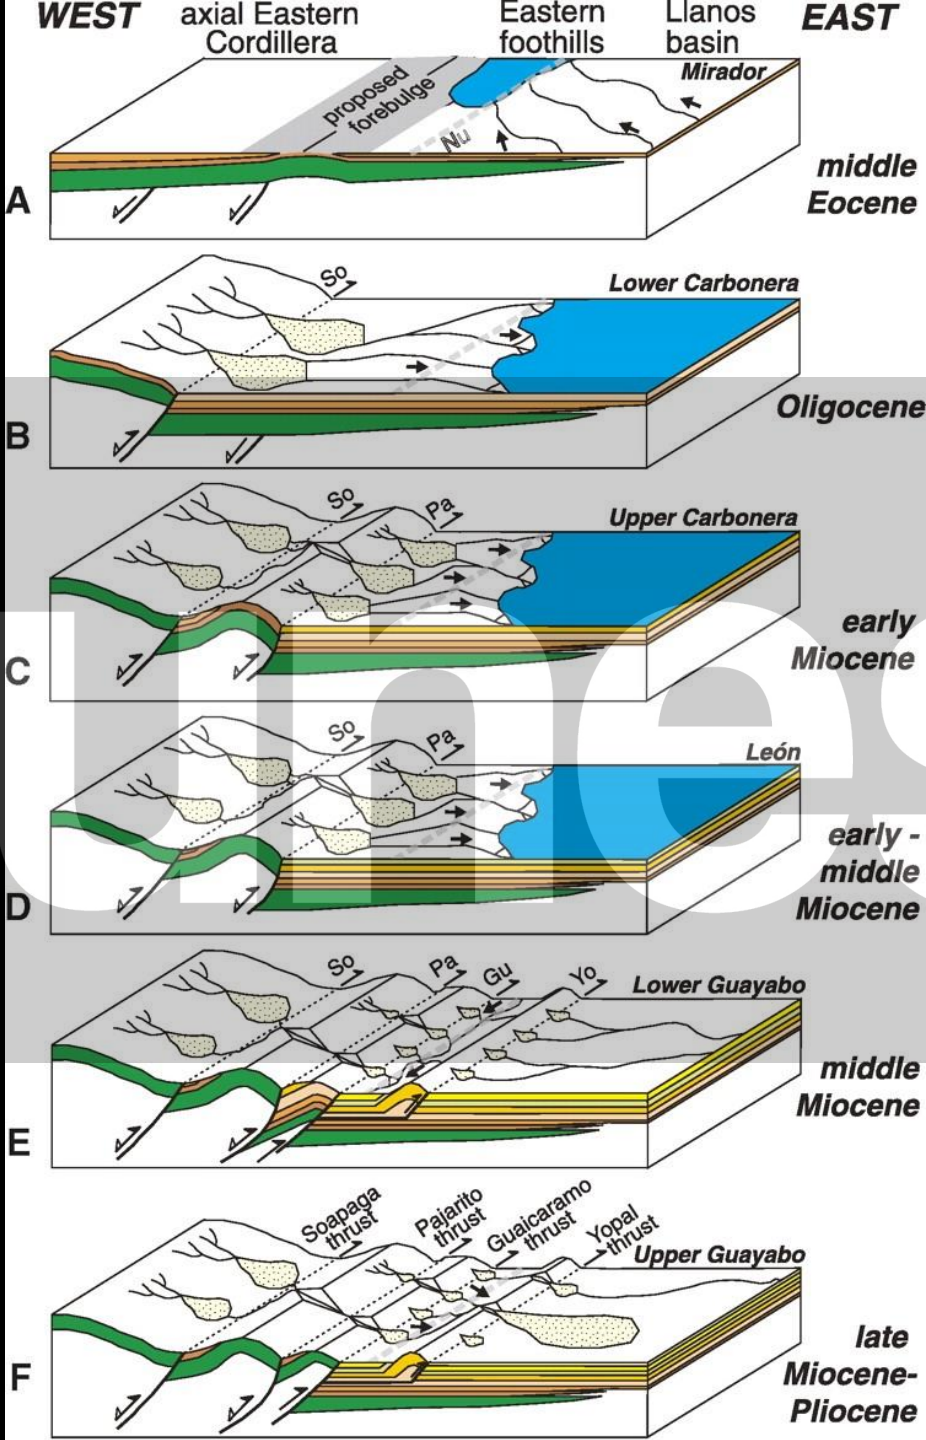 WEST
axial Eastern
Cordillera
Eastern
foothills
Llanos
basin
EAST
proposed
forebulge
Nu
Mirador
A
middle
Eocene
So
Lower Carbonera
B
Oligocene
So
Pa
Upper Carbonera
C
early
Miocene
So
Pa
León
D
early -
middle
Miocene
So
Pa
Gu
Yo
Lower Guayabo
E
middle
Miocene
Soapaga
thrust
Pajarito
thrust
Guaicaramo
thrust
Yopal
thrust
Upper Guayabo
F
late
Miocene-
Pliocene
unes